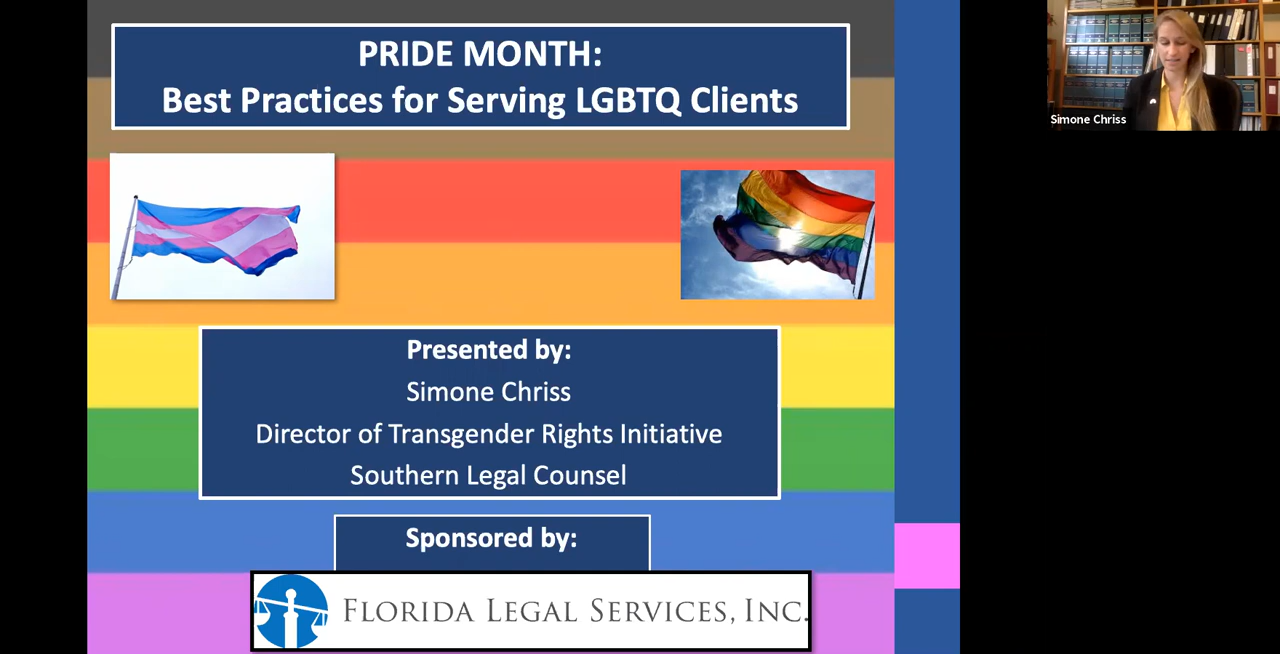 PRIDE MONTH:
Best Practices for Serving LGBTQ Clients
Simone Chriss
Presented by:
Simone Chriss
Director of Transgender Rights Initiative
Southern Legal Counsel
Sponsored by:
FLORIDA LEGAL SERVICES, INC.